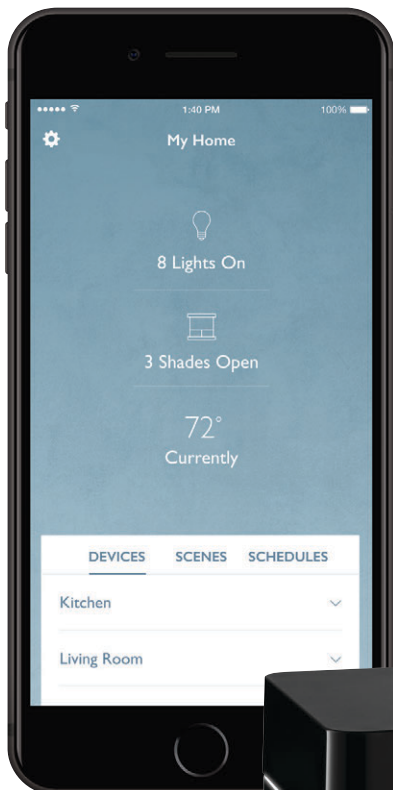 1:40 PM
100%
My Home
8 Lights On
3 Shades Open
72°
Currently
DEVICES SCENES SCHEDULES
Kitchen
Living Room